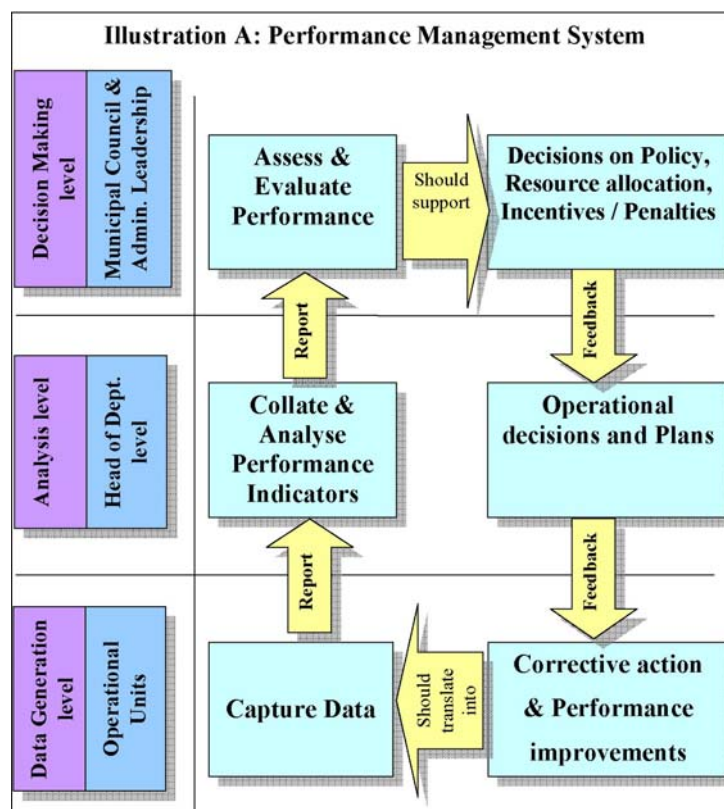 Illustration A: Performance Management System
Decision Making
level
Municipal Council &
Admin. Leadership
Assess &
Evaluate
Performance
Should
support
Decisions on Policy,
Resource allocation,
Incentives / Penalties
Report
Feedback
Analysis level
Head of Dept.
level
Collate &
Analyse
Performance
Indicators
Operational
decisions and Plans
Report
Feedback
Data Generation
level
Operational
Units
Capture Data
Should
translate
into
Corrective action
& Performance
improvements